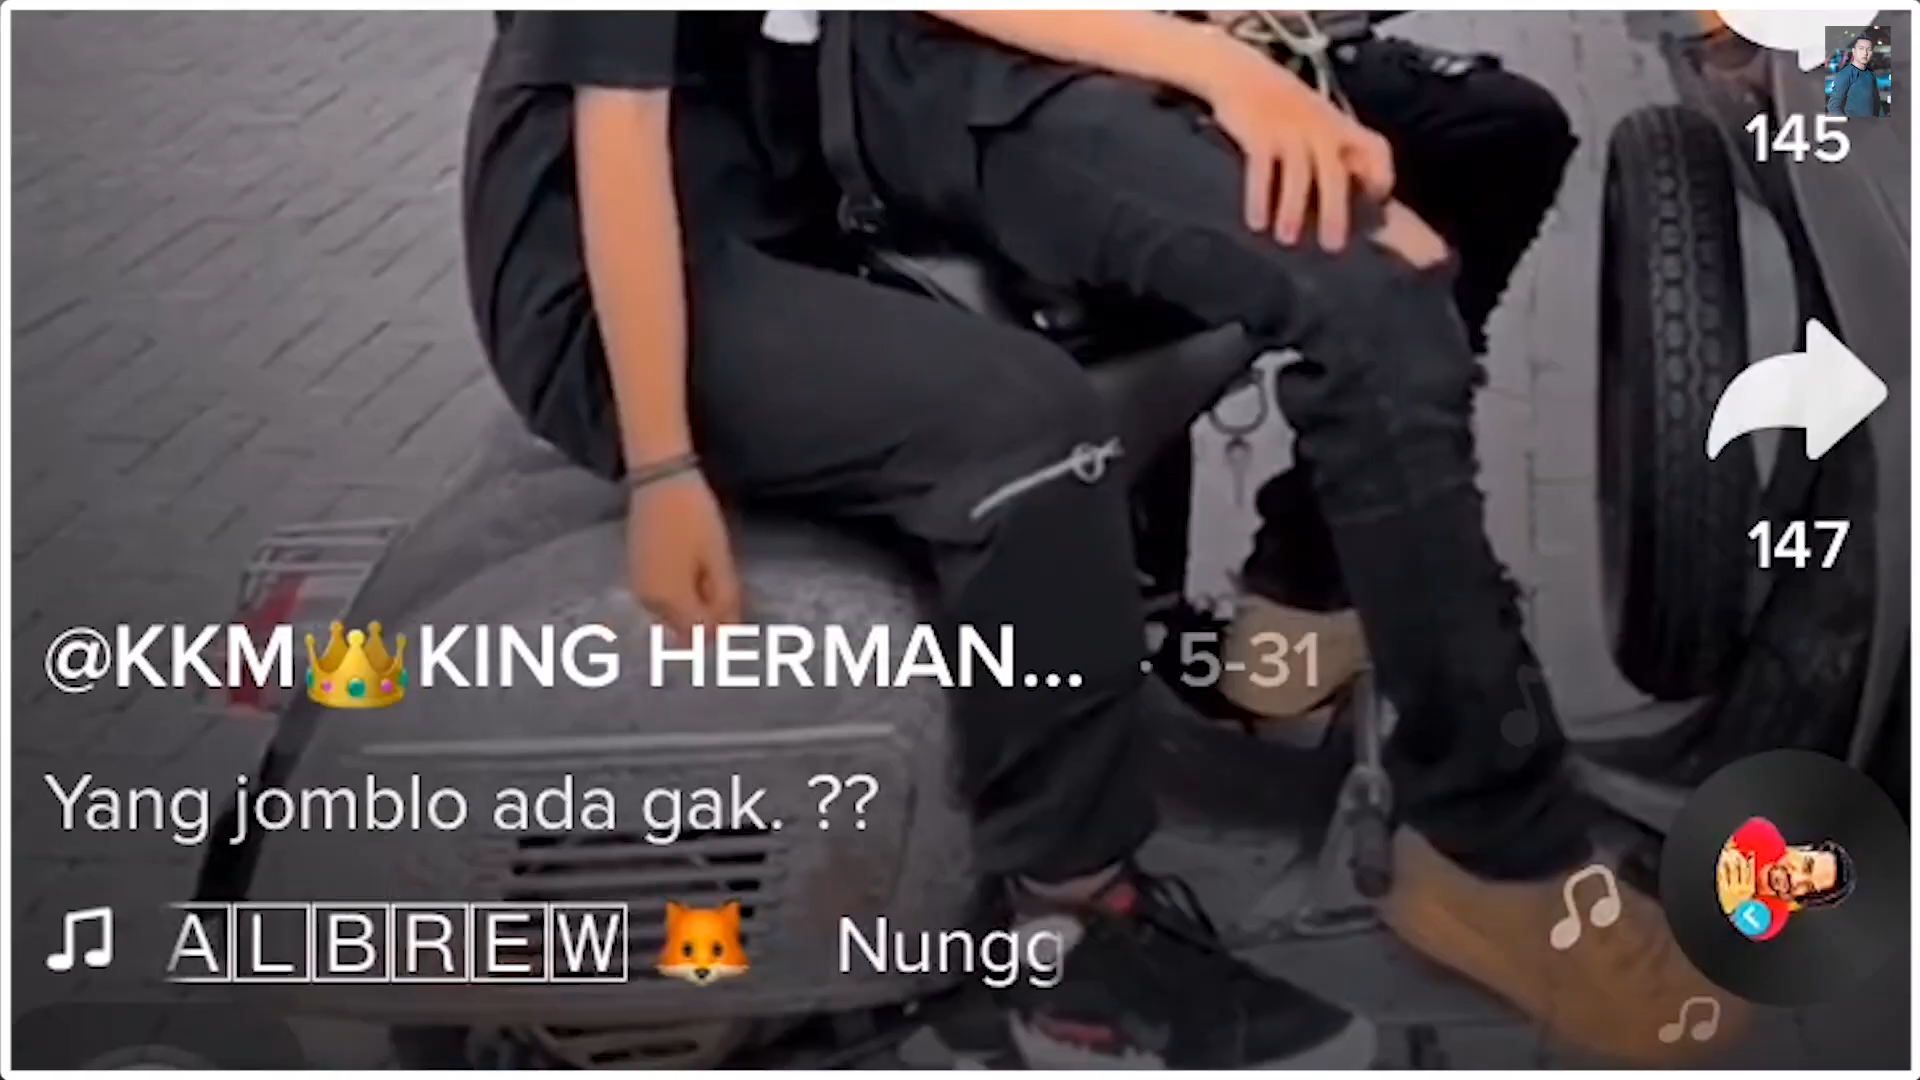 145
147
@KKM👑KING HERMAN... · 5-31
Yang jomblo ada gak. ??
🄰🄻🄱🅁🄴🅆 🦊 Nungg